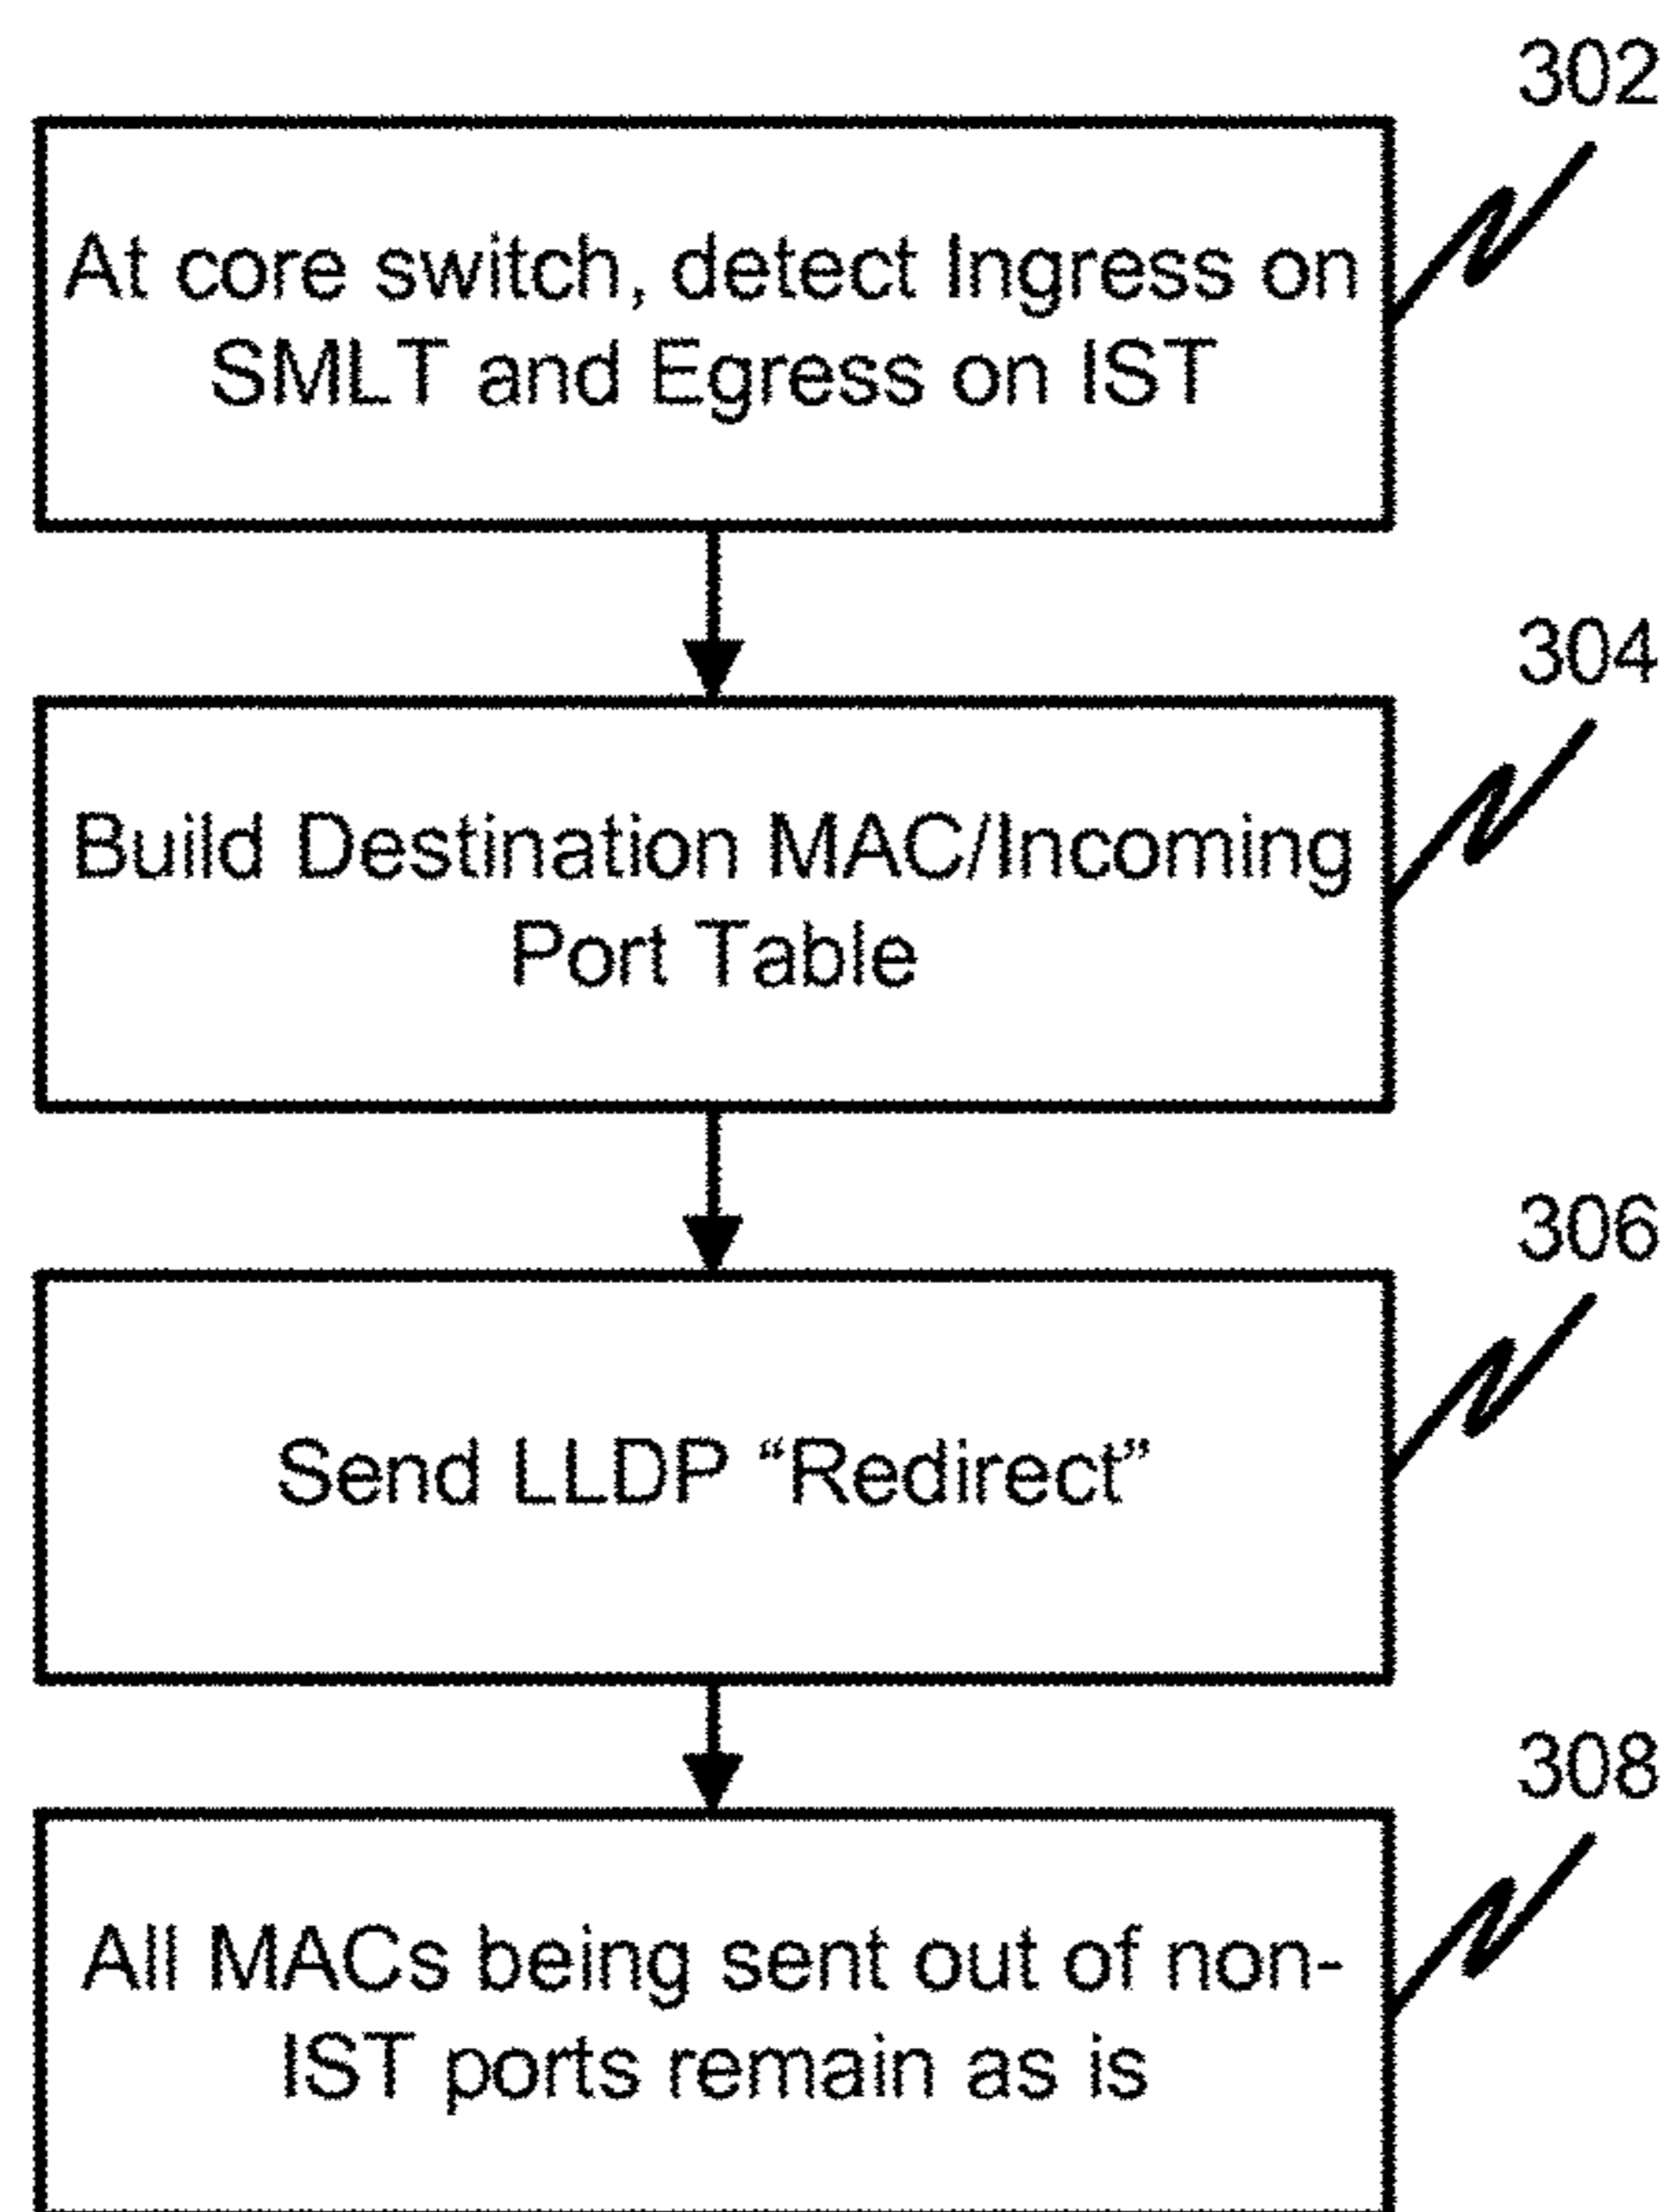 302
At core switch, detect Ingress on
SMLT and Egress on IST
304
Build Destination MAC/Incoming
Port Table
306
Send LLDP “Redirect”
308
All MACs being sent out of non-
IST ports remain as is